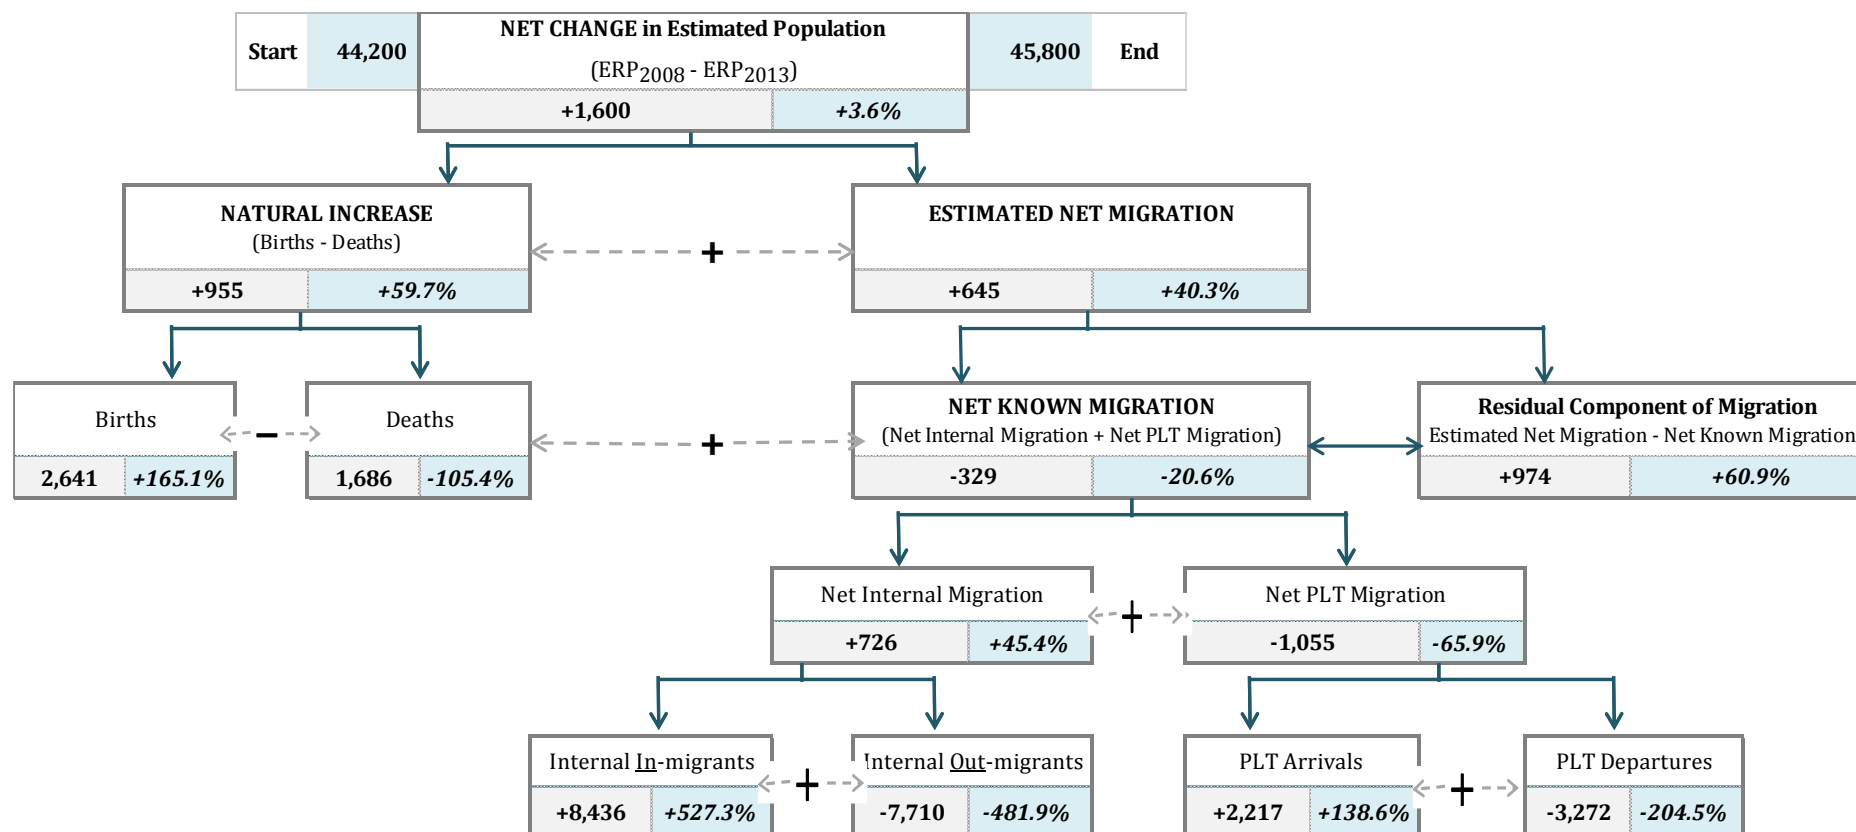 NET CHANGE in Estimated Population
Start 44,200 (ERP2008 - ERP2013) 45,800 End
+1,600 +3.6%
NATURAL INCREASE
(Births - Deaths)
+955 +59.7%
+
ESTIMATED NET MIGRATION
+645 +40.3%
Births
2,641 +165.1%
–
Deaths
1,686 -105.4%
+
NET KNOWN MIGRATION
(Net Internal Migration + Net PLT Migration)
-329 -20.6%
Residual Component of Migration
Estimated Net Migration - Net Known Migration
+974 +60.9%
Net Internal Migration
+726 +45.4%
+
Net PLT Migration
-1,055 -65.9%
Internal In-migrants
+8,436 +527.3%
+
Internal Out-migrants
-7,710 -481.9%
PLT Arrivals
+2,217 +138.6%
+
PLT Departures
-3,272 -204.5%